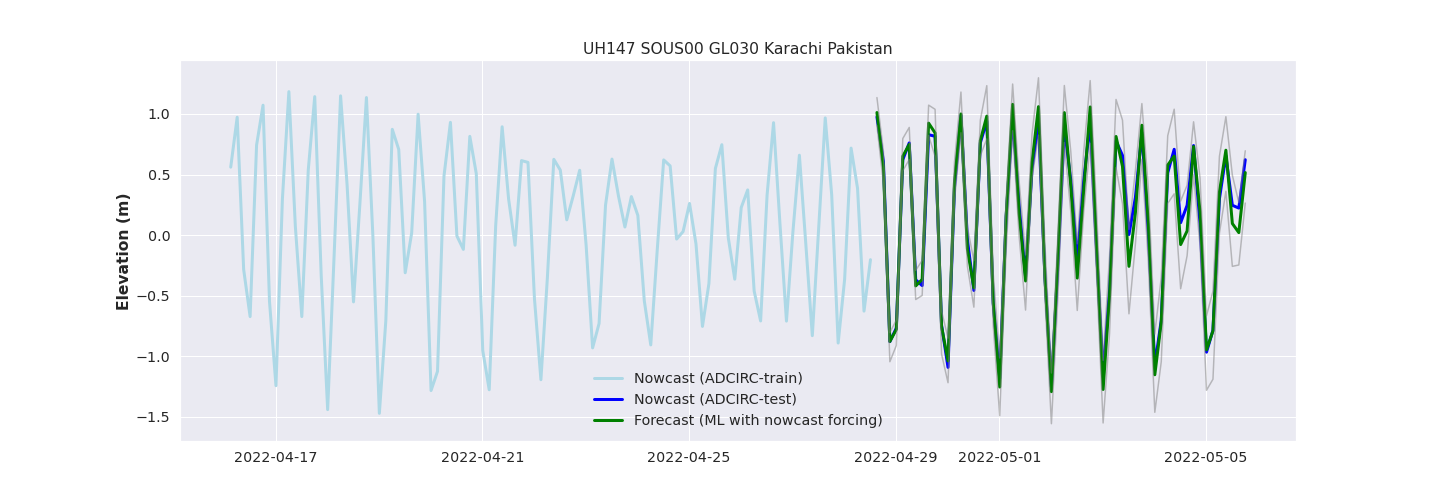 UH147 SOUS00 GL030 Karachi Pakistan
Elevation (m)
1.0
0.5
0.0
−0.5
−1.0
−1.5
Nowcast (ADCIRC-train)
Nowcast (ADCIRC-test)
Forecast (ML with nowcast forcing)
2022-04-17 2022-04-21 2022-04-25 2022-04-29 2022-05-01 2022-05-05